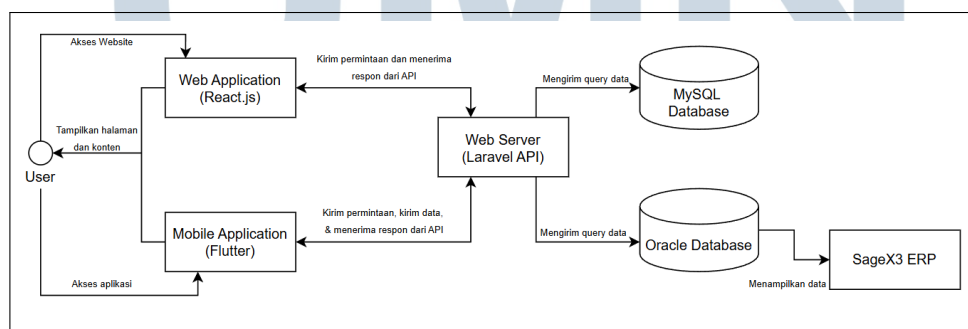 Akses Website
Web Application
(React.js)
Kirim permintaan dan menerima
respon dari API
Mengirim query data
MySQL
Database
Tampilkan halaman
dan konten
User
Web Server
(Laravel API)
Mobile Application
(Flutter)
Kirim permintaan, kirim data,
& menerima respon dari API
Mengirim query data
Oracle Database
SageX3 ERP
Akses aplikasi
Menampilkan data